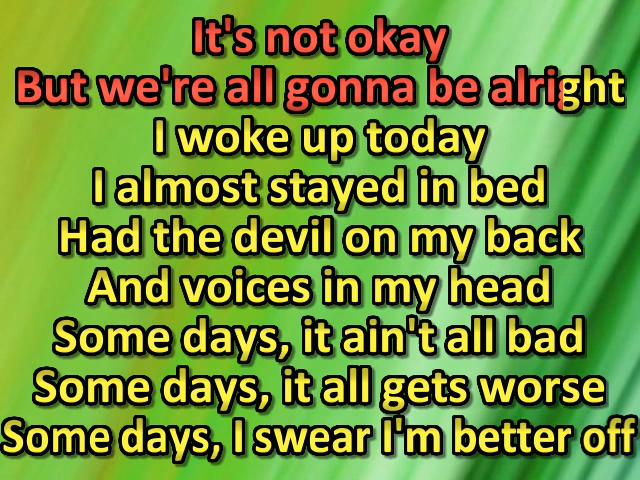 It's not okay
But we're all gonna be alright
I woke up today
I almost stayed in bed
Had the devil on my back
And voices in my head
Some days, it ain't all bad
Some days, it all gets worse
Some days, I swear I'm better off